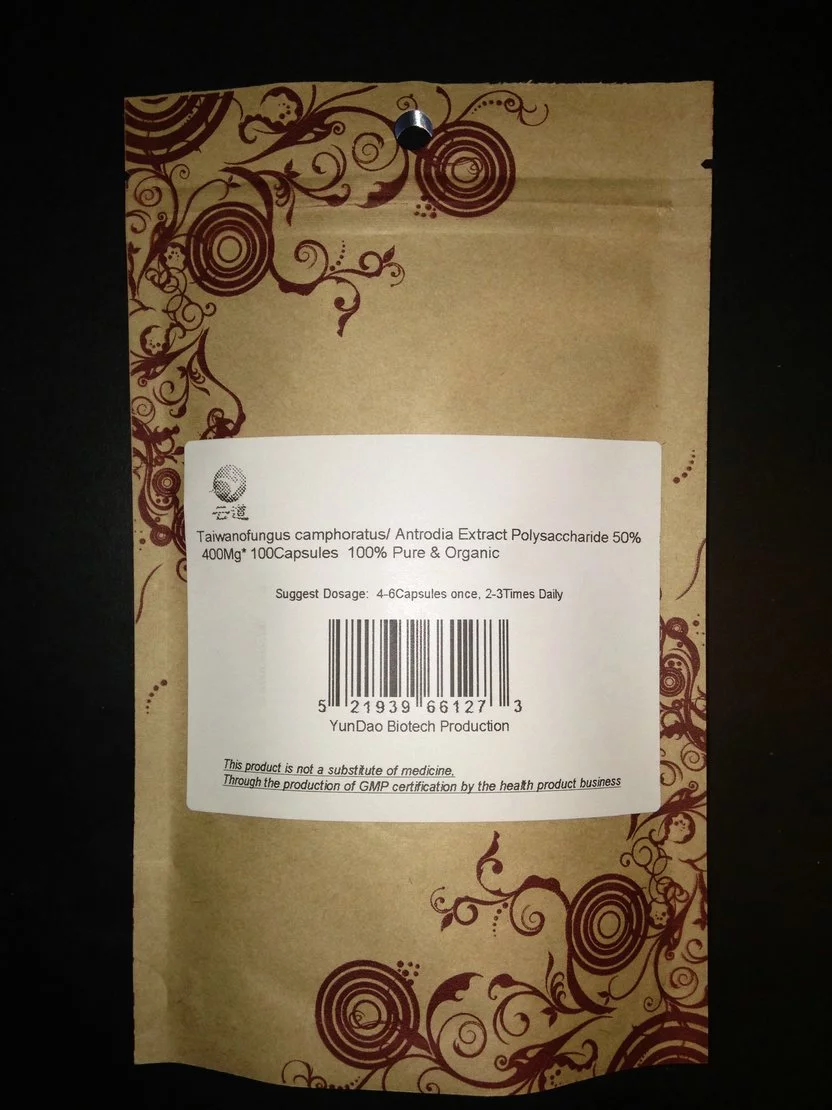 云道
Taiwanofungus camphoratus/ Antrodia Extract Polysaccharide 50%
400Mg* 100Capsules 100% Pure & Organic
Suggest Dosage: 4-6Capsules once, 2-3Times Daily
5 21939 66127 3
YunDao Biotech Production
This product is not a substitute of medicine.
Through the production of GMP certification by the health product business